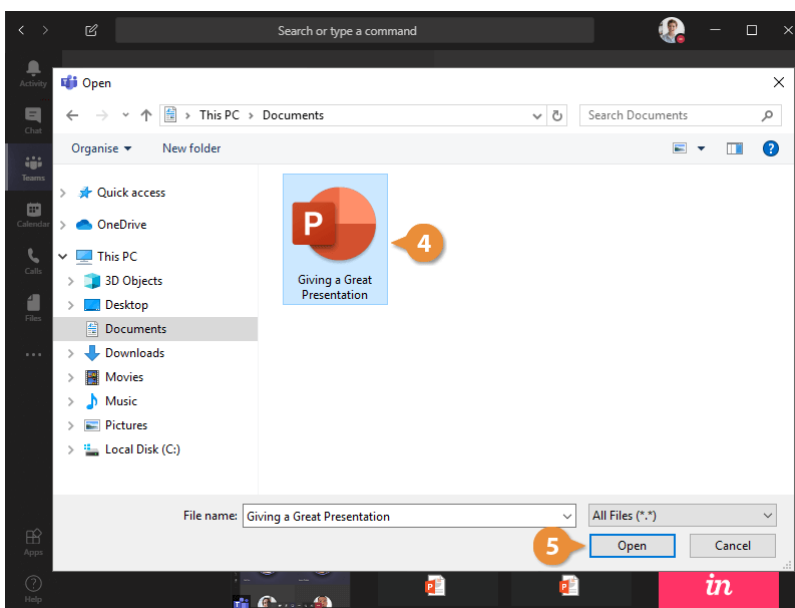 Search or type a command
Activity
Chat
Teams
Calendar
Calls
Files
Apps
Help
Open
This PC > Documents
Search Documents
Organise
New folder
Quick access
OneDrive
This PC
3D Objects
Desktop
Documents
Downloads
Movies
Music
Pictures
Local Disk (C:)
P
4
Giving a Great
Presentation
File name: Giving a Great Presentation
All Files (*.*)
5
Open Cancel
in